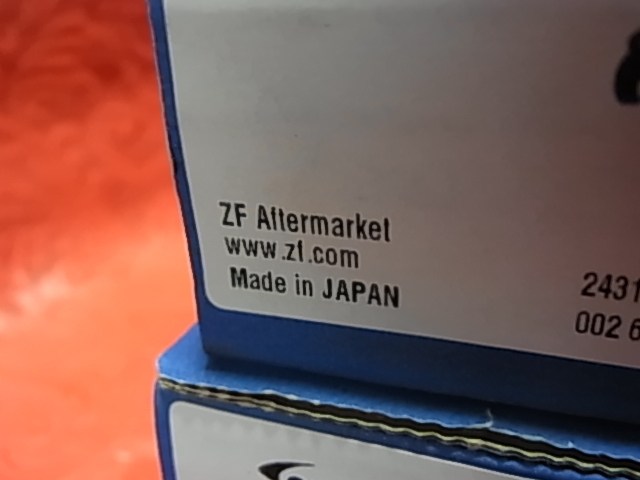 ZF Aftermarket
www.zf.com
Made in JAPAN
2431
002 6